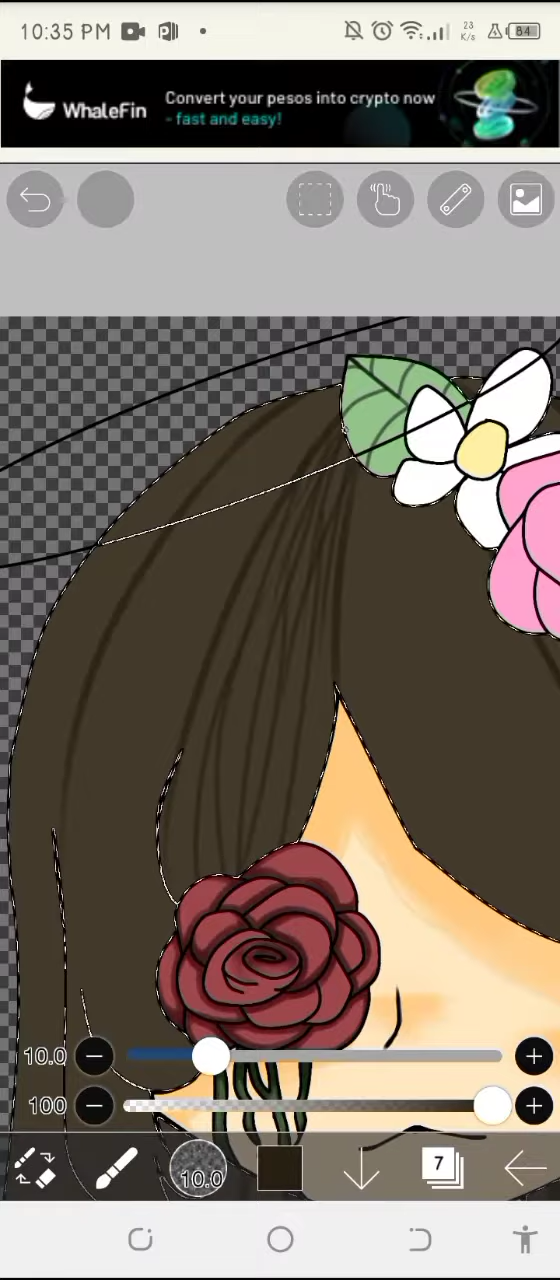 10:35 PM
23
K/s
84
WhaleFin
Convert your pesos into crypto now
- fast and easy!
10.0
100
10.0
7